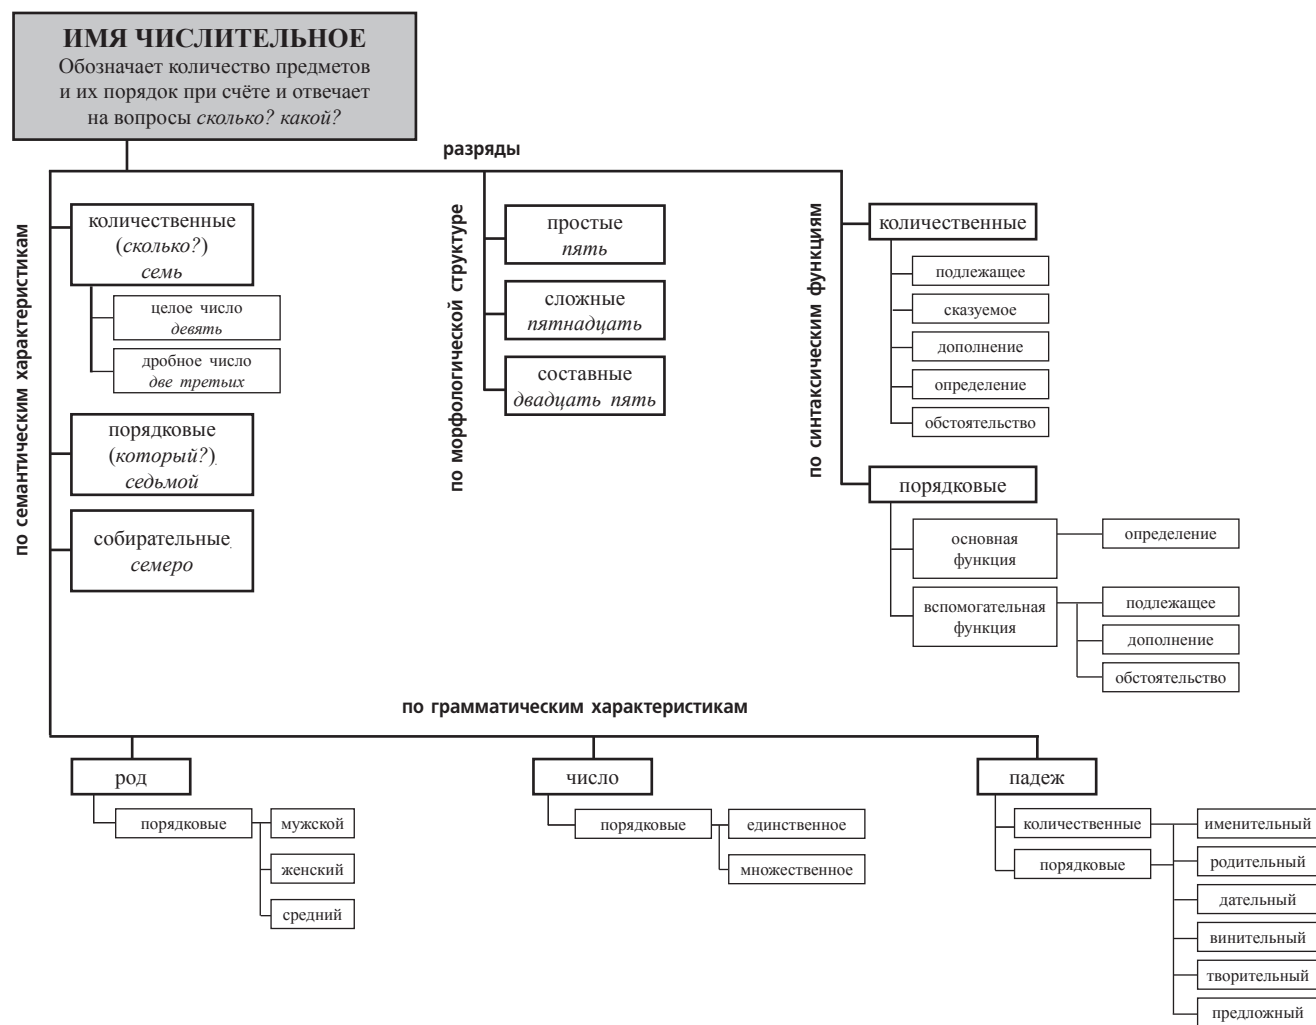 ИМЯ ЧИСЛИТЕЛЬНОЕ
Обозначает количество предметов
и их порядок при счёте и отвечает
на вопросы сколько? какой?
разряды
по семантическим характеристикам
количественные
(сколько?)
семь
целое число
девять
дробное число
две третьих
порядковые
(который?)
седьмой
собирательные
семеро
по морфологической структуре
простые
пять
сложные
пятнадцать
составные
двадцать пять
по синтаксическим функциям
количественные
подлежащее
сказуемое
дополнение
определение
обстоятельство
порядковые
основная
функция
определение
вспомогательная
функция
подлежащее
дополнение
обстоятельство
по грамматическим характеристикам
род
порядковые
мужской
женский
средний
число
порядковые
единственное
множественное
падеж
количественные
порядковые
именительный
родительный
дательный
винительный
творительный
предложный